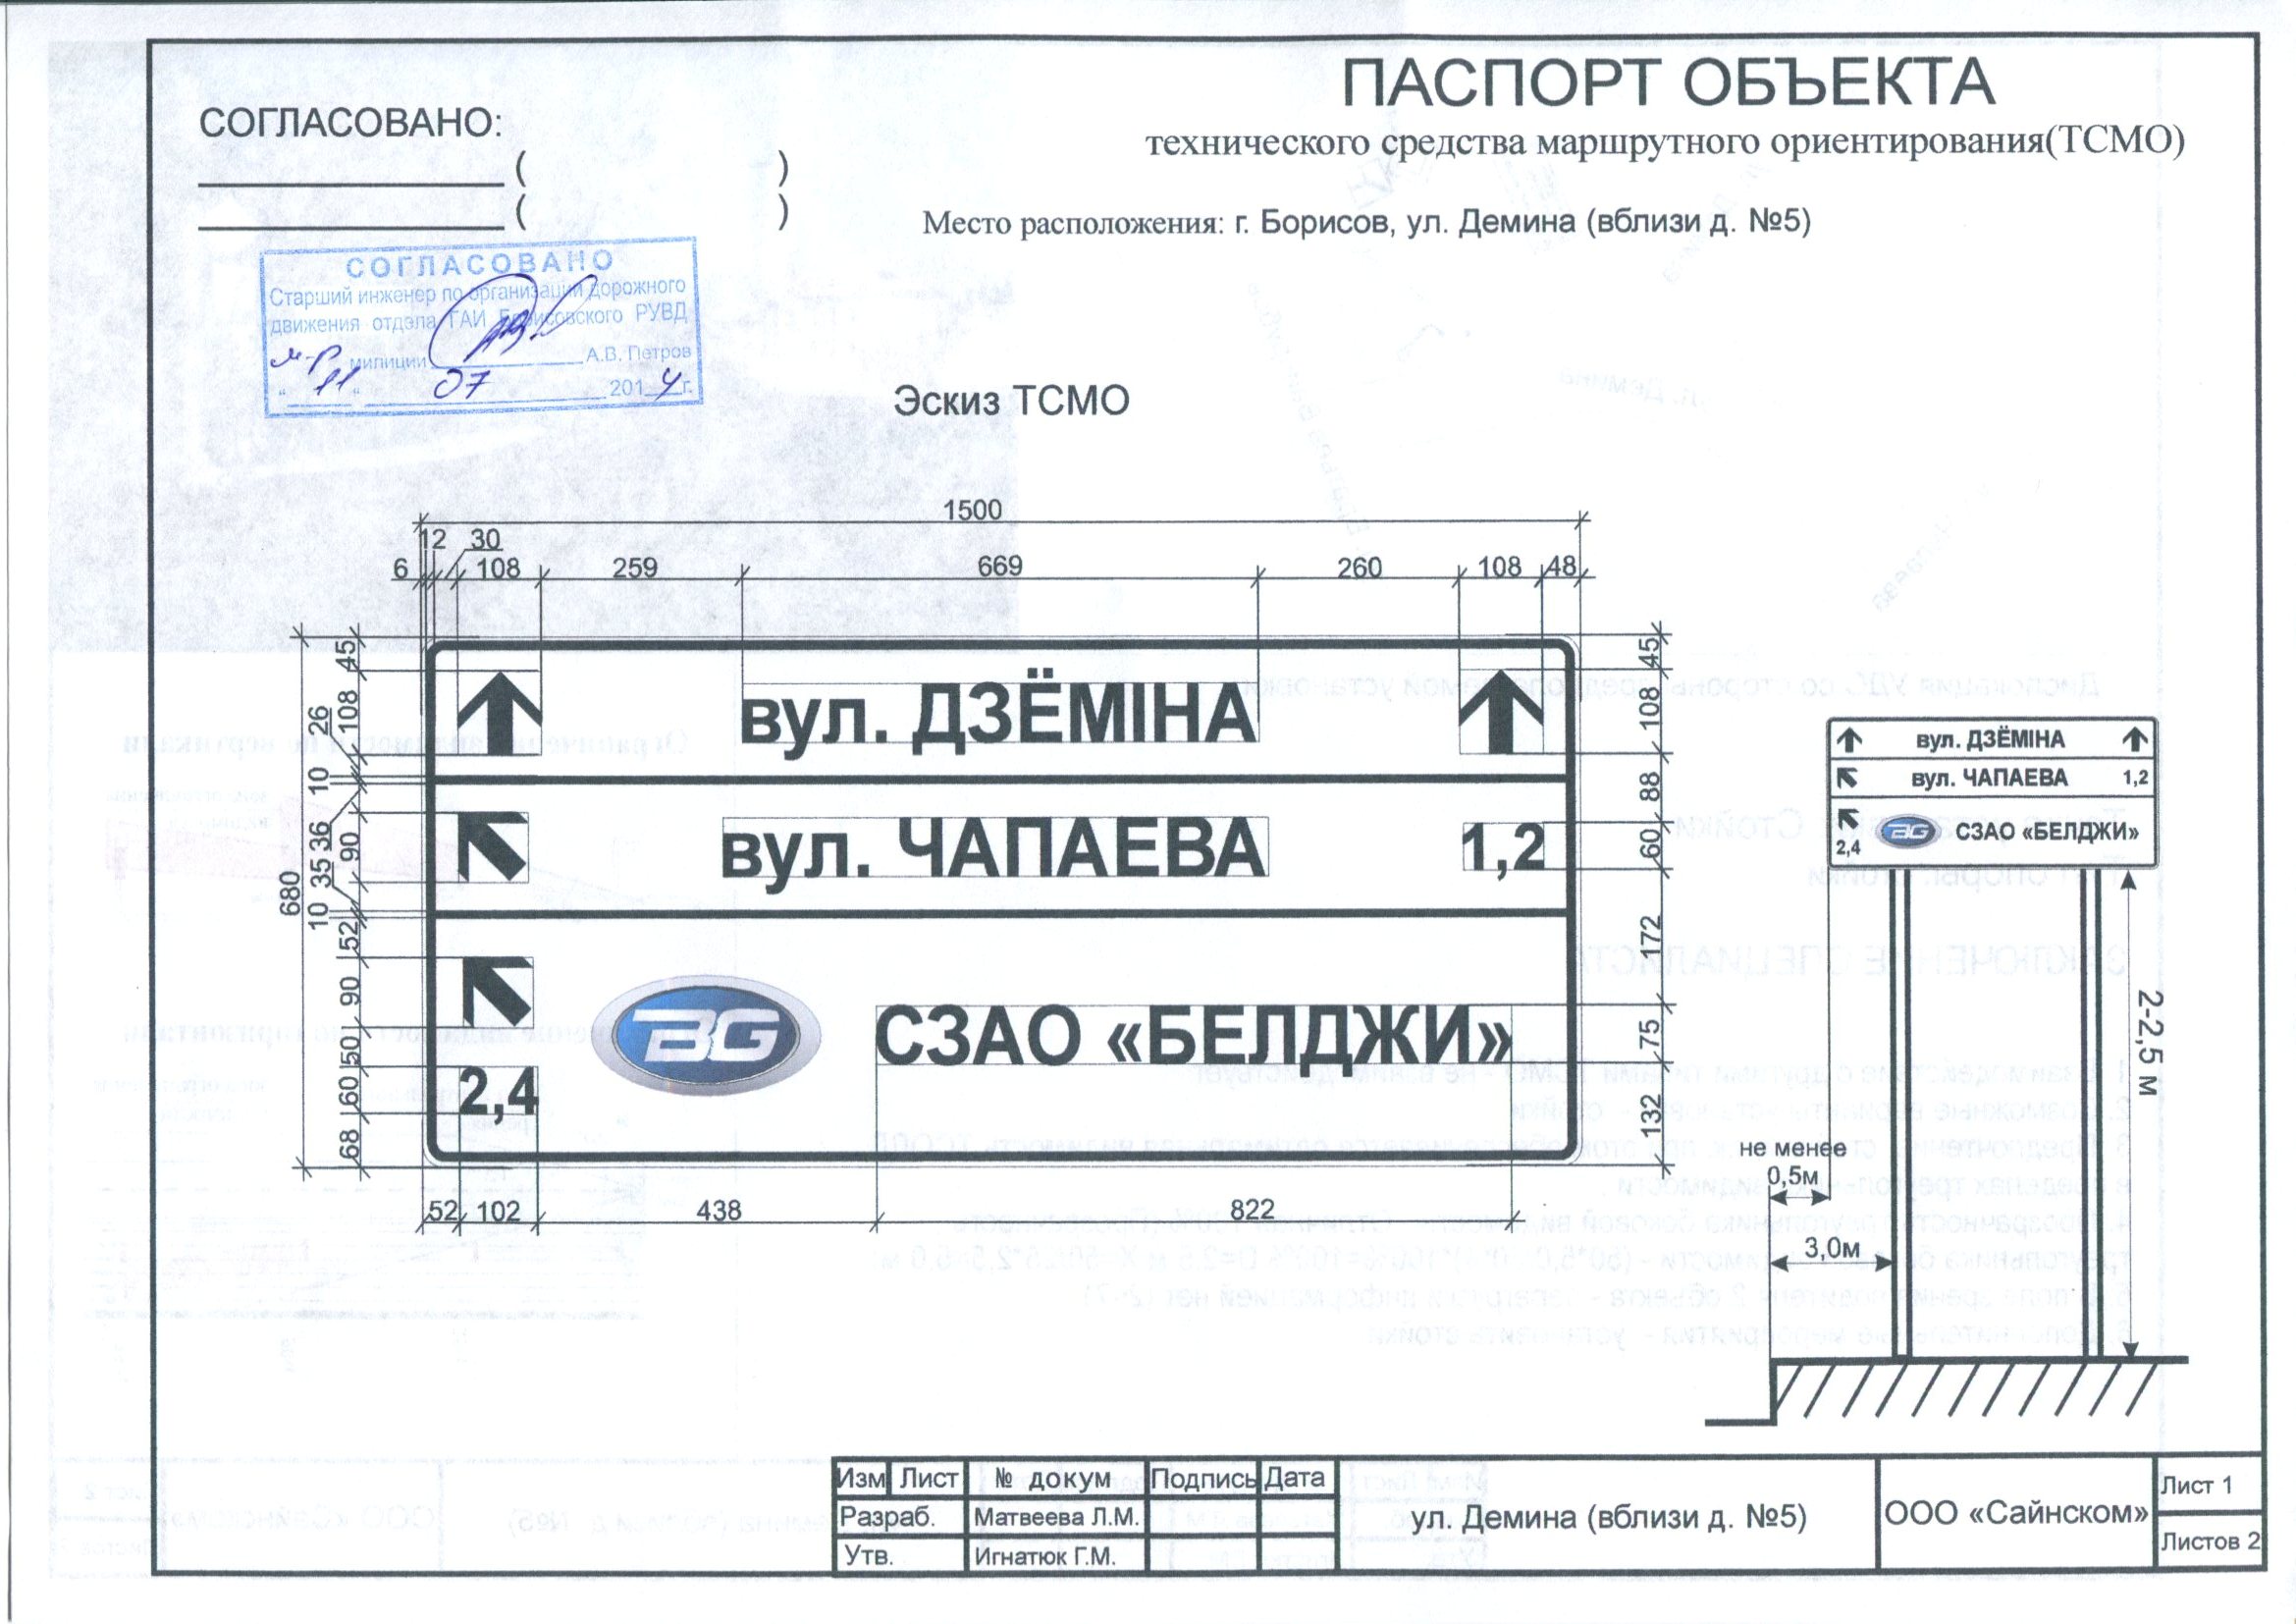 ПАСПОРТ ОБЪЕКТА
технического средства маршрутного ориентирования(ТСМО)
СОГЛАСОВАНО:
( )
( )
Место расположения: г. Борисов, ул. Демина (вблизи д. №5)
СОГЛАСОВАНО
Старший инженер по организации дорожного
движения отдела ГАИ Борисовского РУВД
м-р милиции А.В. Петров
" 11 " 07 2014 г.
Эскиз ТСМО
1500
12 30
6 108 259 669 260 108 48
45 108 26 10 36 90 35 10 52 90 50 60 68
680
вул. ДЗЁМІНА
вул. ЧАПАЕВА 1,2
BG СЗАО «БЕЛДЖИ»
2,4
45 108 88 60 172 75 132
52 102 438 822
вул. ДЗЁМІНА
вул. ЧАПАЕВА 1,2
2,4 BG СЗАО «БЕЛДЖИ»
2-2,5 м
не менее
0,5м
3,0м
Изм Лист № докум Подпись Дата
Разраб. Матвеева Л.М.
Утв. Игнатюк Г.М.
ул. Демина (вблизи д. №5)
ООО «Сайнском»
Лист 1
Листов 2